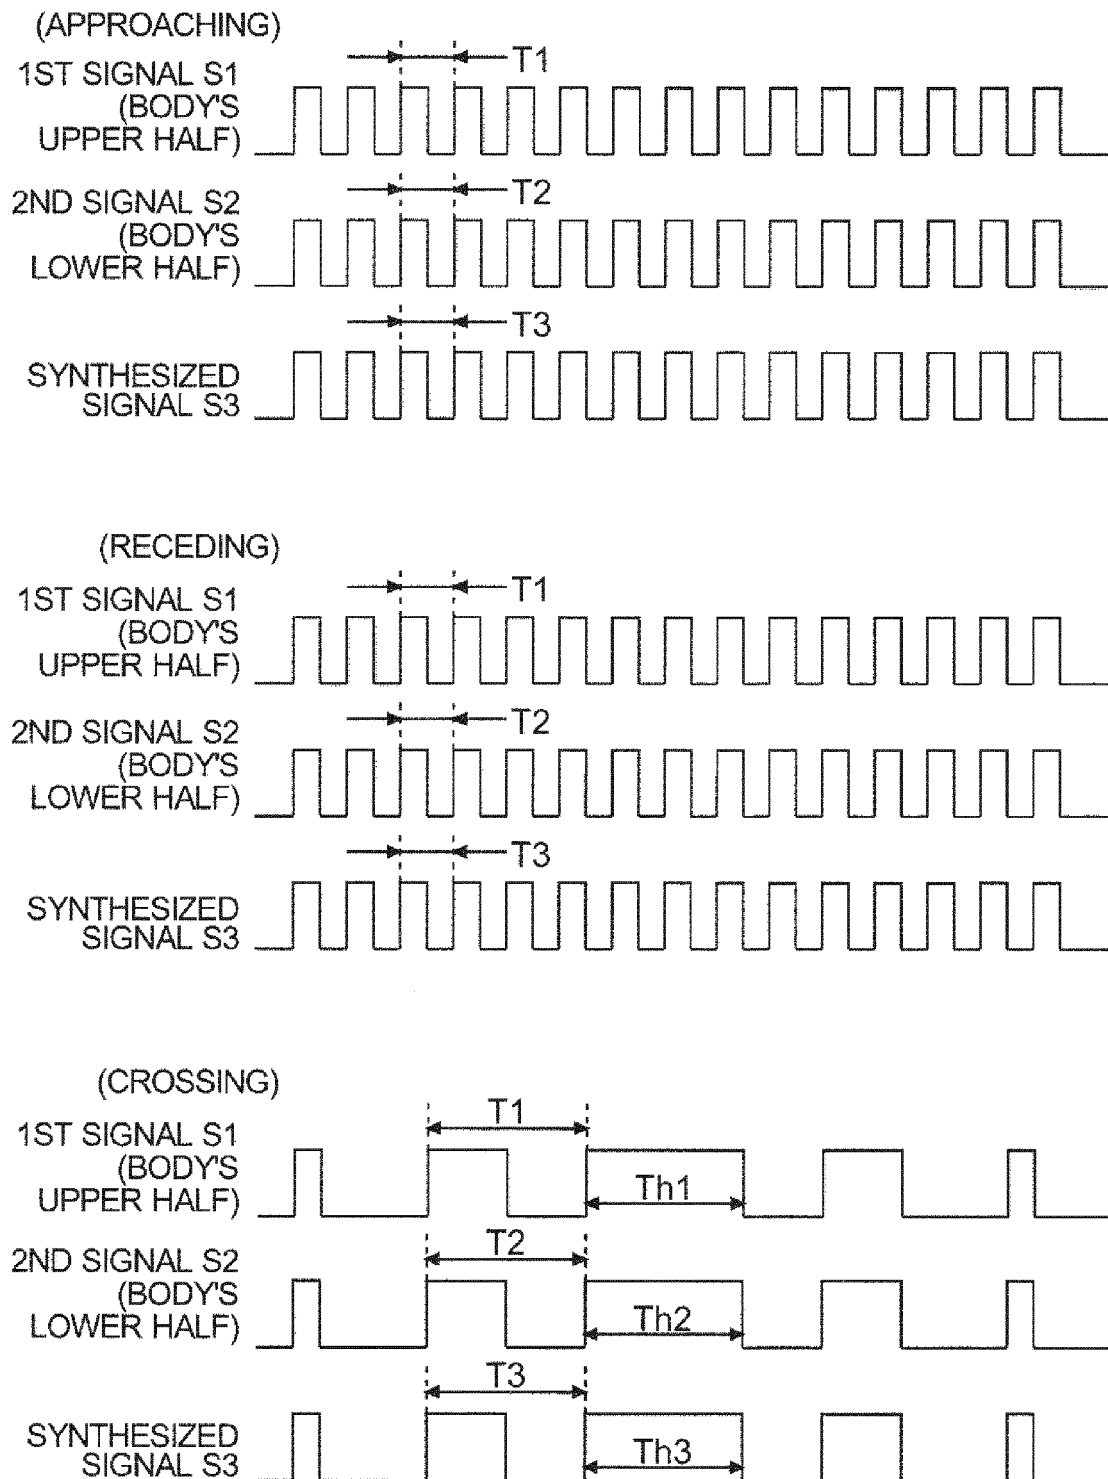 (APPROACHING)
T1
1ST SIGNAL S1
(BODY'S
UPPER HALF)
T2
2ND SIGNAL S2
(BODY'S
LOWER HALF)
T3
SYNTHESIZED
SIGNAL S3
(RECEDING)
T1
1ST SIGNAL S1
(BODY'S
UPPER HALF)
T2
2ND SIGNAL S2
(BODY'S
LOWER HALF)
T3
SYNTHESIZED
SIGNAL S3
(CROSSING)
T1
1ST SIGNAL S1
(BODY'S
UPPER HALF)
Th1
T2
2ND SIGNAL S2
(BODY'S
LOWER HALF)
Th2
T3
SYNTHESIZED
SIGNAL S3
Th3